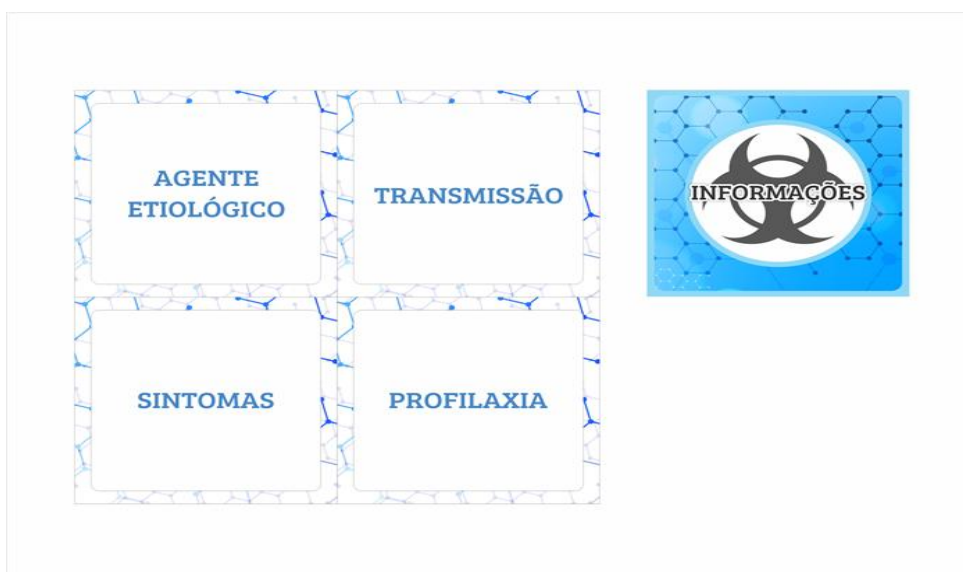 AGENTE
ETIOLÓGICO
TRANSMISSÃO
INFORMAÇÕES
SINTOMAS
PROFILAXIA